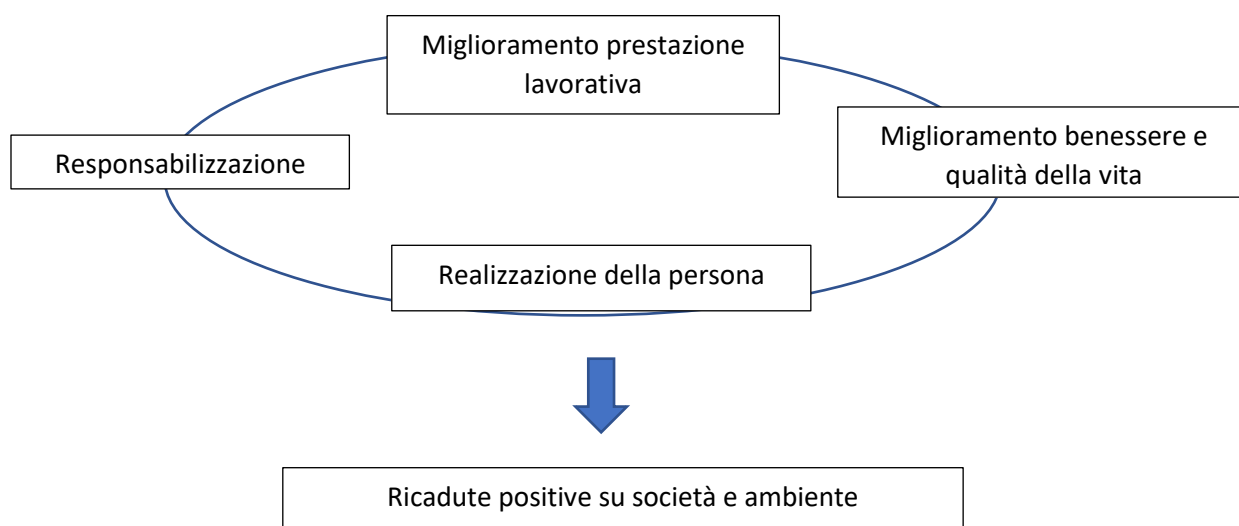 Miglioramento prestazione
lavorativa
Responsabilizzazione
Miglioramento benessere e
qualità della vita
Realizzazione della persona
Ricadute positive su società e ambiente